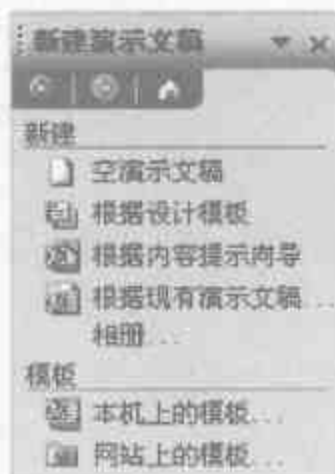 新建演示文稿
新建
空演示文稿
根据设计模板
根据内容提示向导
根据现有演示文稿...
相册...
模板
本机上的模板...
网站上的模板...